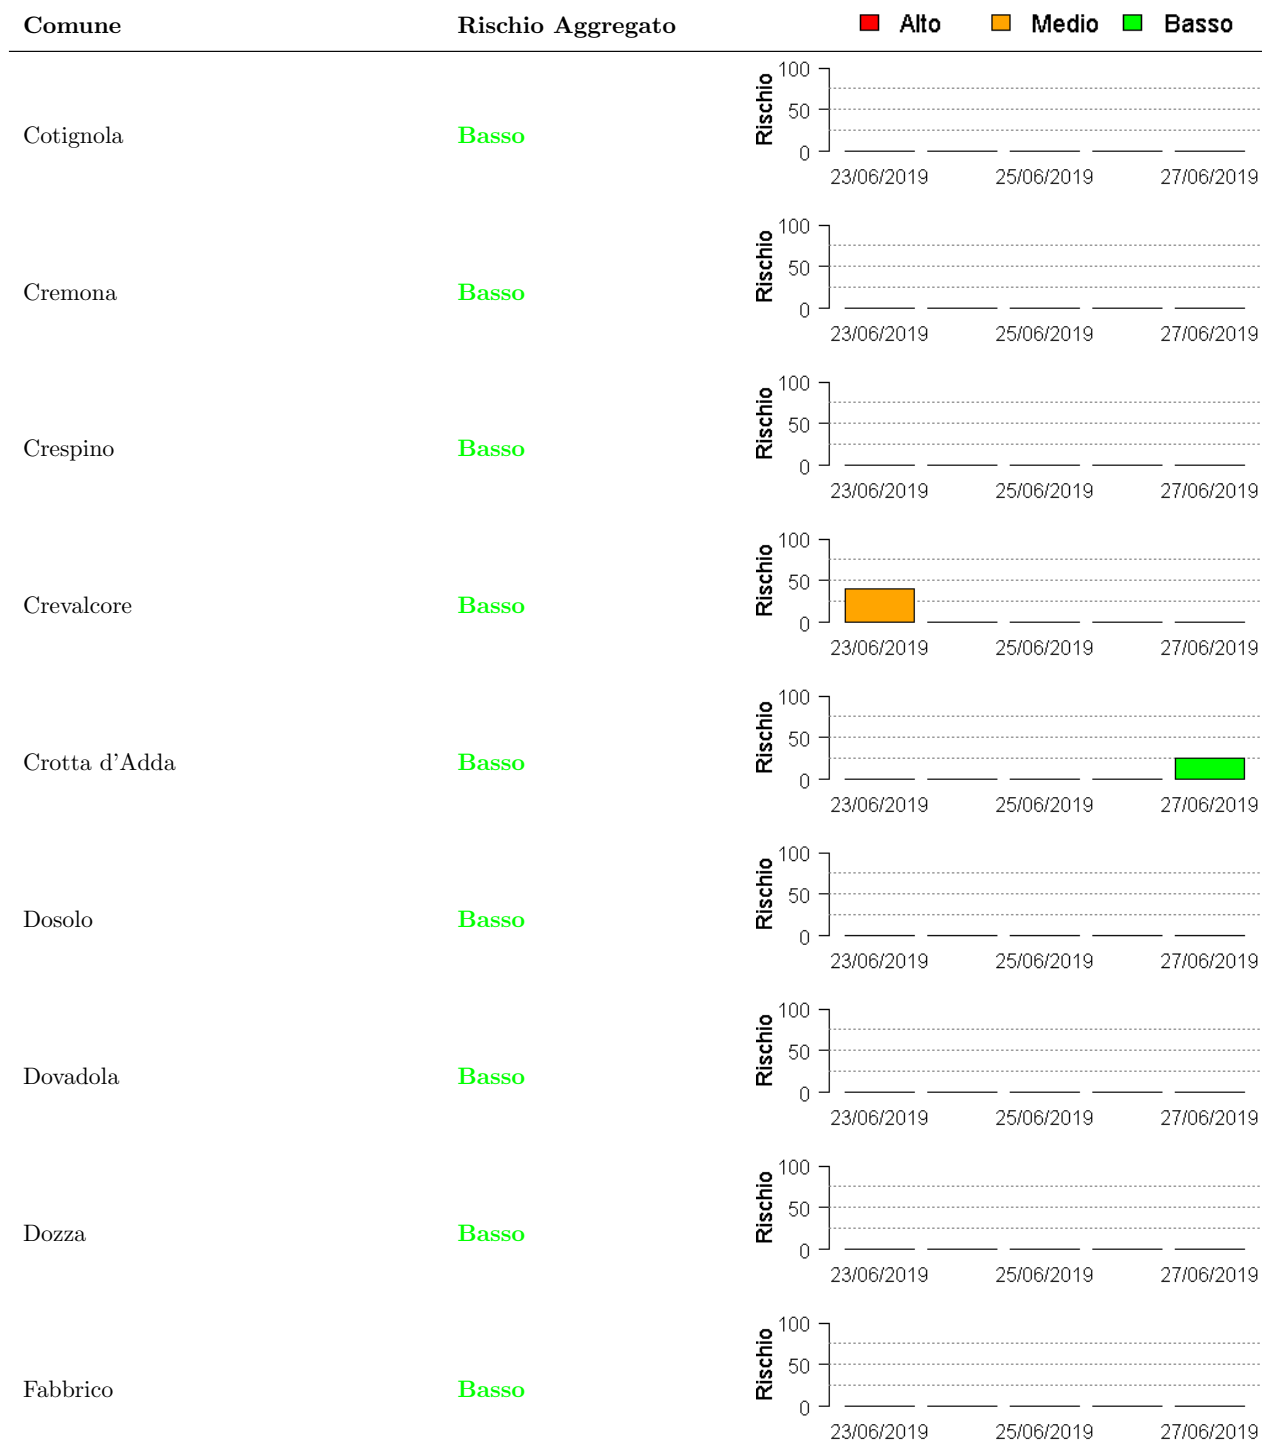 Comune Rischio Aggregato Alto Medio Basso
Cotignola Basso Rischio 100 50 0
23/06/2019 25/06/2019 27/06/2019
Cremona Basso Rischio 100 50 0
23/06/2019 25/06/2019 27/06/2019
Crespino Basso Rischio 100 50 0
23/06/2019 25/06/2019 27/06/2019
Crevalcore Basso Rischio 100 50 0
23/06/2019 25/06/2019 27/06/2019
Crotta d'Adda Basso Rischio 100 50 0
23/06/2019 25/06/2019 27/06/2019
Dosolo Basso Rischio 100 50 0
23/06/2019 25/06/2019 27/06/2019
Dovadola Basso Rischio 100 50 0
23/06/2019 25/06/2019 27/06/2019
Dozza Basso Rischio 100 50 0
23/06/2019 25/06/2019 27/06/2019
Fabbrico Basso Rischio 100 50 0
23/06/2019 25/06/2019 27/06/2019